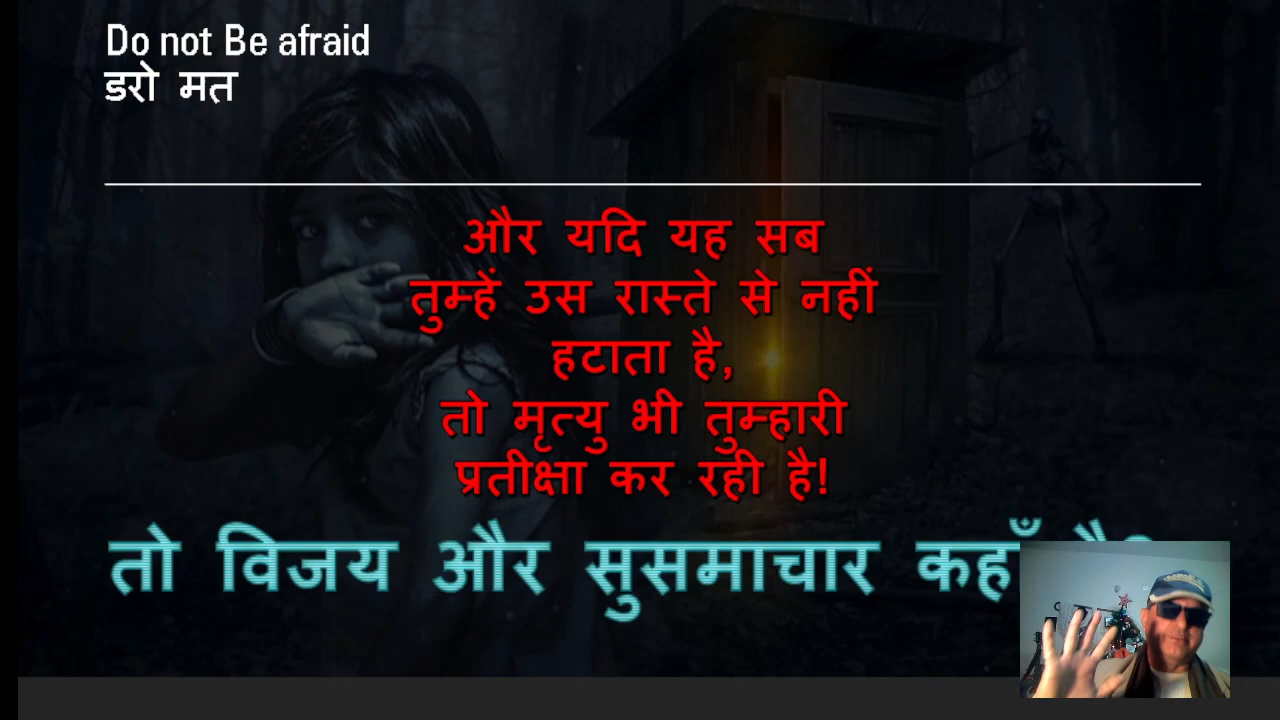 Do not Be afraid
डरो मत
और यदि यह सब
तुम्हें उस रास्ते से नहीं
हटाता है,
तो मृत्यु भी तुम्हारी
प्रतीक्षा कर रही है!
तो विजय और सुसमाचार कहाँ